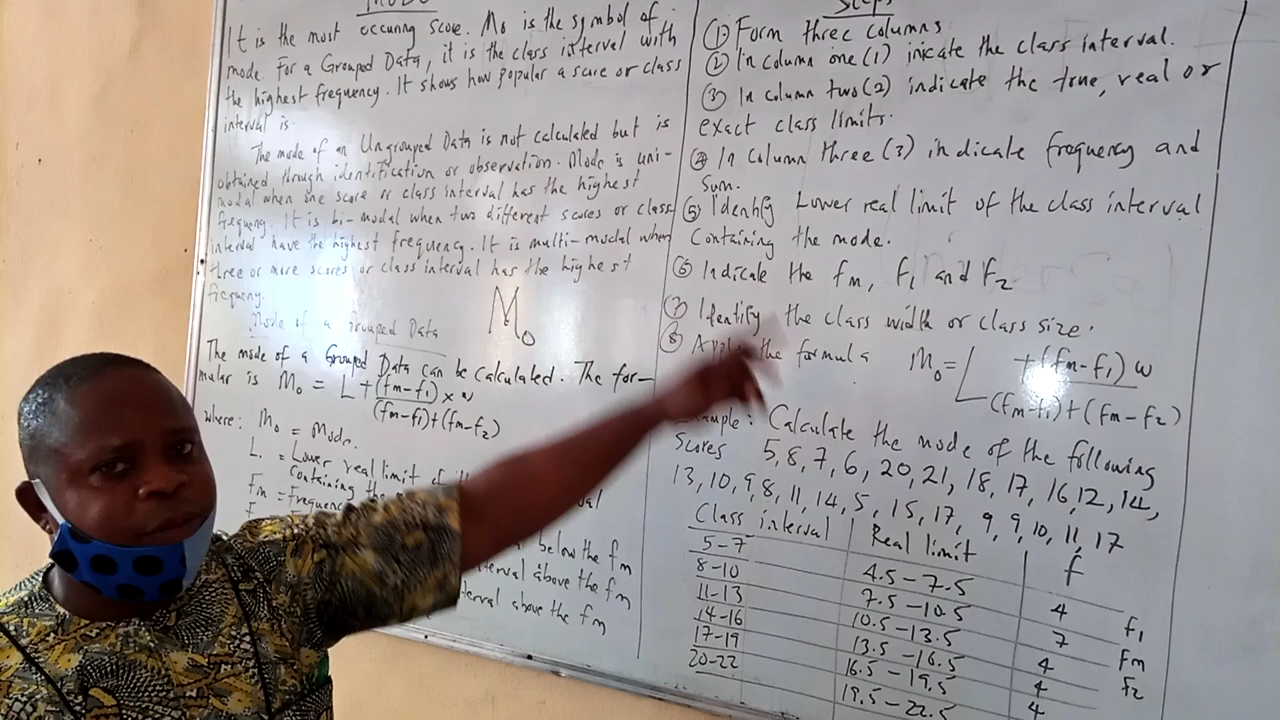 It is the most occuring score. Mo is the symbol of
mode. For a Grouped Data, it is the class interval with
the highest frequency. It shows how popular a score or class
interval is.
The mode of an Ungrouped Data is not calculated but is
obtained through identification or observation. Mode is uni-
modal when one score or class interval has the highest
frequency. It is bi-modal when two different scores or class
interval have the highest frequency. It is multi-modal when
three or more scores or class interval has the highest
frequency.
Mo
Mode of a Grouped Data
The mode of a Grouped Data can be calculated. The for-
mular is Mo = L + (fm-f1) × w
(fm-f1)+(fm-f2)
where: Mo = Mode.
L. = Lower real limit of
containing the
Fm = Frequenc
below the fm
above the fm
above the fm
Steps
① Form three columns
② In column one (1) inicate the class interval.
③ In column two (2) indicate the true, real or
exact class limits.
④ In column three (3) indicate frequency and
sum.
⑤ Identify Lower real limit of the class interval
containing the mode.
⑥ Indicate the fm, f1 and f2
⑦ Identify the class width or class size.
⑧ the formula Mo = L + (fm-f1) w
(fm-f1)+(fm-f2)
Calculate the mode of the following
Scores 5, 8, 7, 6, 20, 21, 18, 17, 16, 12, 14,
13, 10, 9, 8, 11, 14, 5, 15, 17, 9, 9, 10, 11, 17
Class interval Real limit f
5-7 4.5-7.5 4 f1
8-10 7.5-10.5 7 Fm
11-13 10.5-13.5 4 F2
14-16 13.5-16.5 4
17-19 16.5-19.5 4
20-22